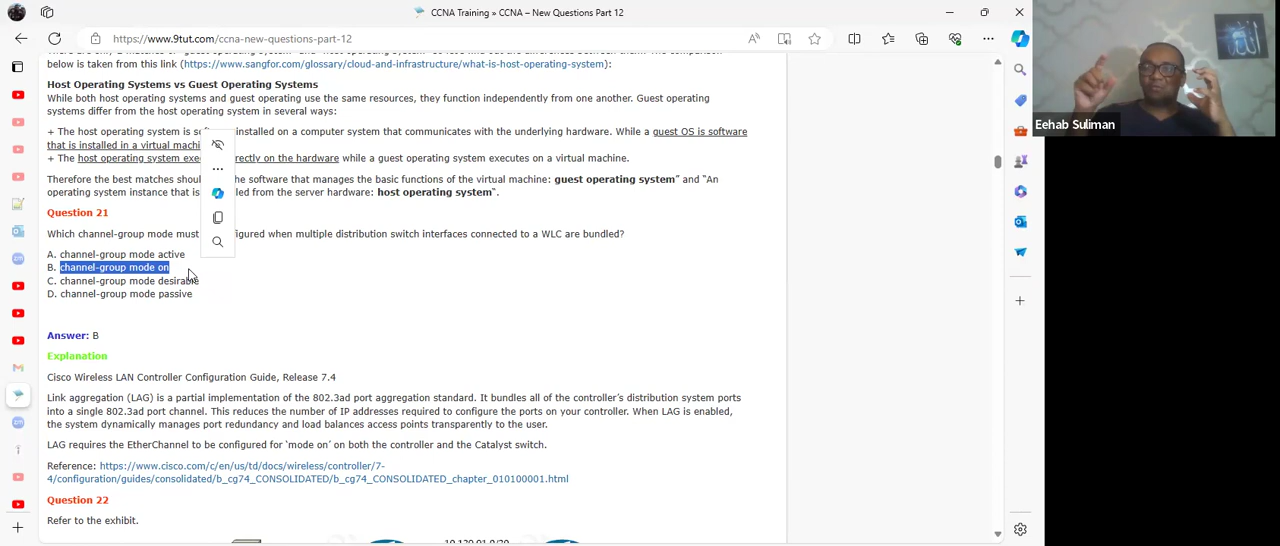 CCNA Training » CCNA – New Questions Part 12
https://www.9tut.com/ccna-new-questions-part-12
below is taken from this link (https://www.sangfor.com/glossary/cloud-and-infrastructure/what-is-host-operating-system):
Host Operating Systems vs Guest Operating Systems
While both host operating systems and guest operating use the same resources, they function independently from one another. Guest operating
systems differ from the host operating system in several ways:
+ The host operating system is so installed on a computer system that communicates with the underlying hardware. While a guest OS is software
that is installed in a virtual machi
+ The host operating system exe rectly on the hardware while a guest operating system executes on a virtual machine.
Therefore the best matches shou he software that manages the basic functions of the virtual machine: guest operating system” and “An
operating system instance that is led from the server hardware: host operating system“.
Question 21
Which channel-group mode must figured when multiple distribution switch interfaces connected to a WLC are bundled?
A. channel-group mode active
B. channel-group mode on
C. channel-group mode desirable
D. channel-group mode passive
Answer: B
Explanation
Cisco Wireless LAN Controller Configuration Guide, Release 7.4
Link aggregation (LAG) is a partial implementation of the 802.3ad port aggregation standard. It bundles all of the controller’s distribution system ports
into a single 802.3ad port channel. This reduces the number of IP addresses required to configure the ports on your controller. When LAG is enabled,
the system dynamically manages port redundancy and load balances access points transparently to the user.
LAG requires the EtherChannel to be configured for ‘mode on’ on both the controller and the Catalyst switch.
Reference: https://www.cisco.com/c/en/us/td/docs/wireless/controller/7-
4/configuration/guides/consolidated/b_cg74_CONSOLIDATED/b_cg74_CONSOLIDATED_chapter_010100001.html
Question 22
Refer to the exhibit.
Eehab Suliman